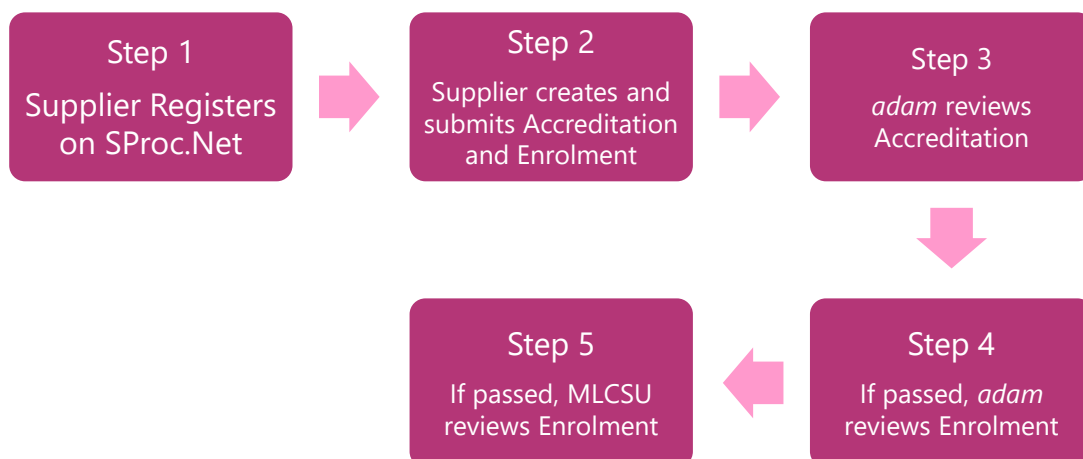 Step 1
Supplier Registers
on SProc.Net
Step 2
Supplier creates and
submits Accreditation
and Enrolment
Step 3
adam reviews
Accreditation
Step 4
If passed, adam
reviews Enrolment
Step 5
If passed, MLCSU
reviews Enrolment